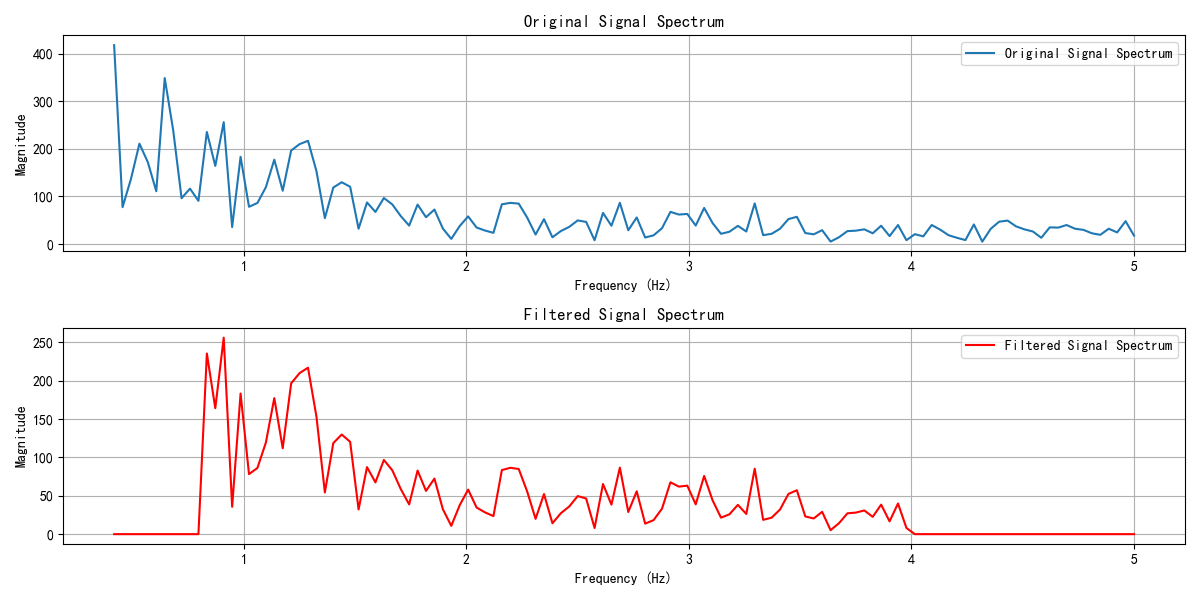 Original Signal Spectrum
Original Signal Spectrum
Magnitude
400
300
200
100
0
1 2 3 4 5
Frequency (Hz)
Filtered Signal Spectrum
Filtered Signal Spectrum
Magnitude
250
200
150
100
50
0
1 2 3 4 5
Frequency (Hz)